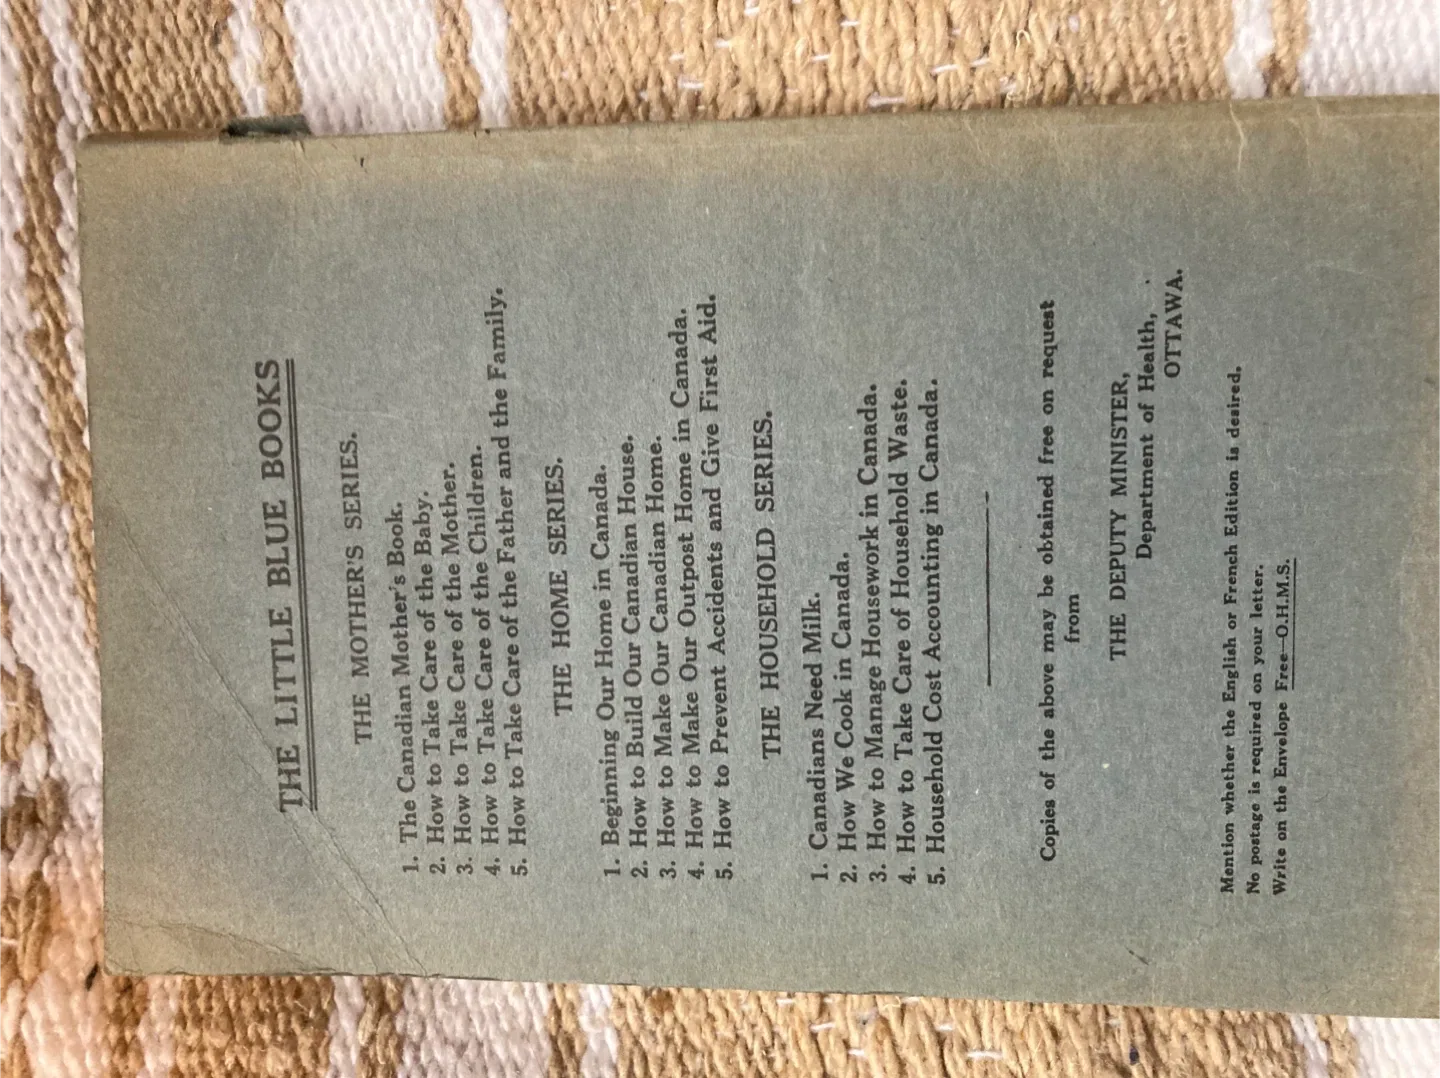 THE LITTLE BLUE BOOKS
THE MOTHER'S SERIES.
1. The Canadian Mother's Book.
2. How to Take Care of the Baby.
3. How to Take Care of the Mother.
4. How to Take Care of the Children.
5. How to Take Care of the Father and the Family.
THE HOME SERIES.
1. Beginning Our Home in Canada.
2. How to Build Our Canadian House.
3. How to Make Our Canadian Home.
4. How to Make Our Outpost Home in Canada.
5. How to Prevent Accidents and Give First Aid.
THE HOUSEHOLD SERIES.
1. Canadians Need Milk.
2. How We Cook in Canada.
3. How to Manage Housework in Canada.
4. How to Take Care of Household Waste.
5. Household Cost Accounting in Canada.
Copies of the above may be obtained free on request
from
THE DEPUTY MINISTER,
Department of Health,
OTTAWA.
Mention whether the English or French Edition is desired.
No postage is required on your letter.
Write on the Envelope Free—O.H.M.S.